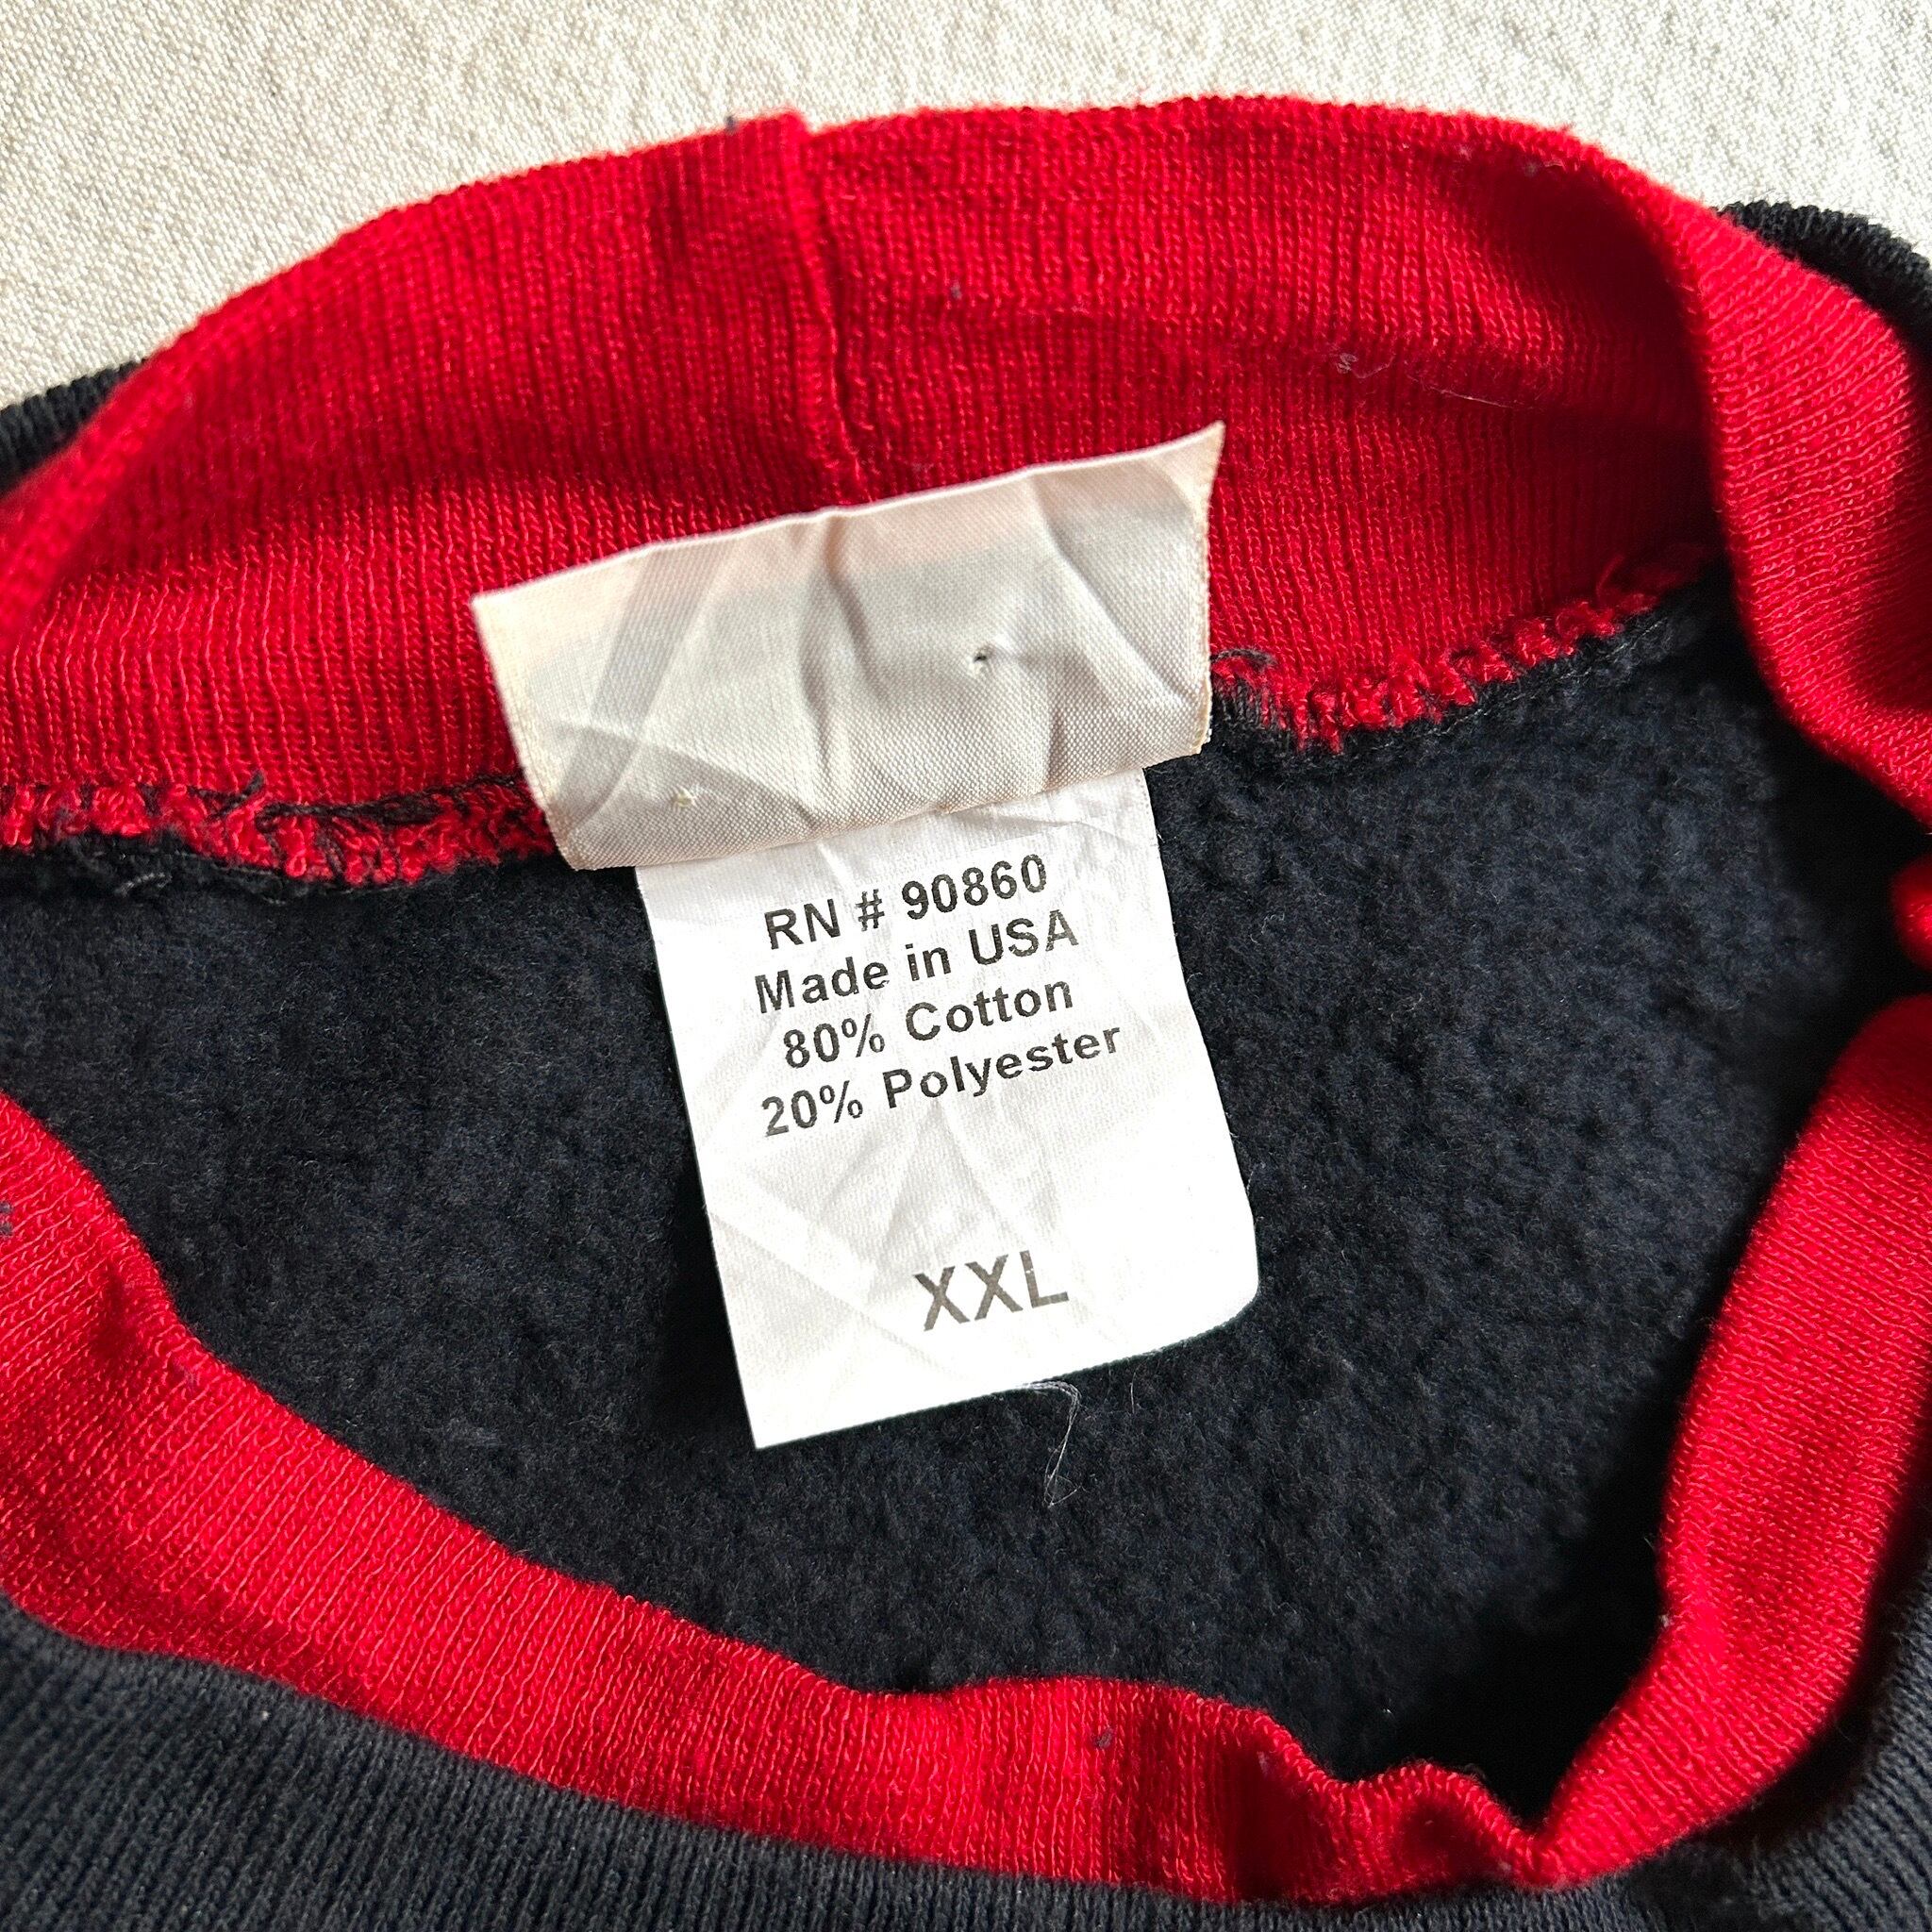 RN # 90860
Made in USA
80% Cotton
20% Polyester
XXL